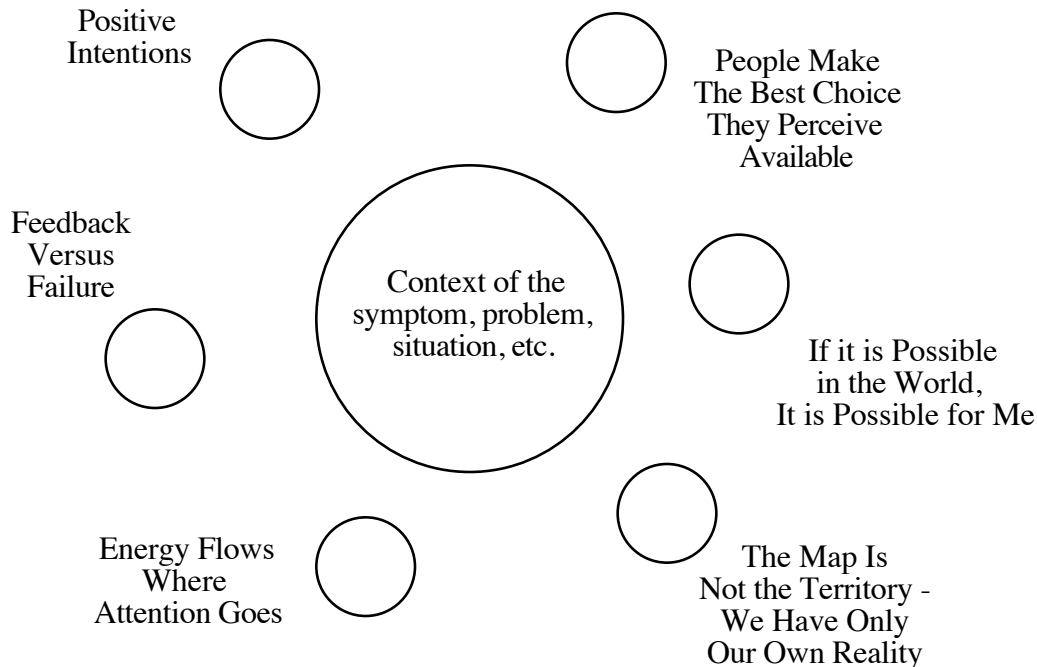 Positive
Intentions
People Make
The Best Choice
They Perceive
Available
Feedback
Versus
Failure
Context of the
symptom, problem,
situation, etc.
If it is Possible
in the World,
It is Possible for Me
Energy Flows
Where
Attention Goes
The Map Is
Not the Territory -
We Have Only
Our Own Reality